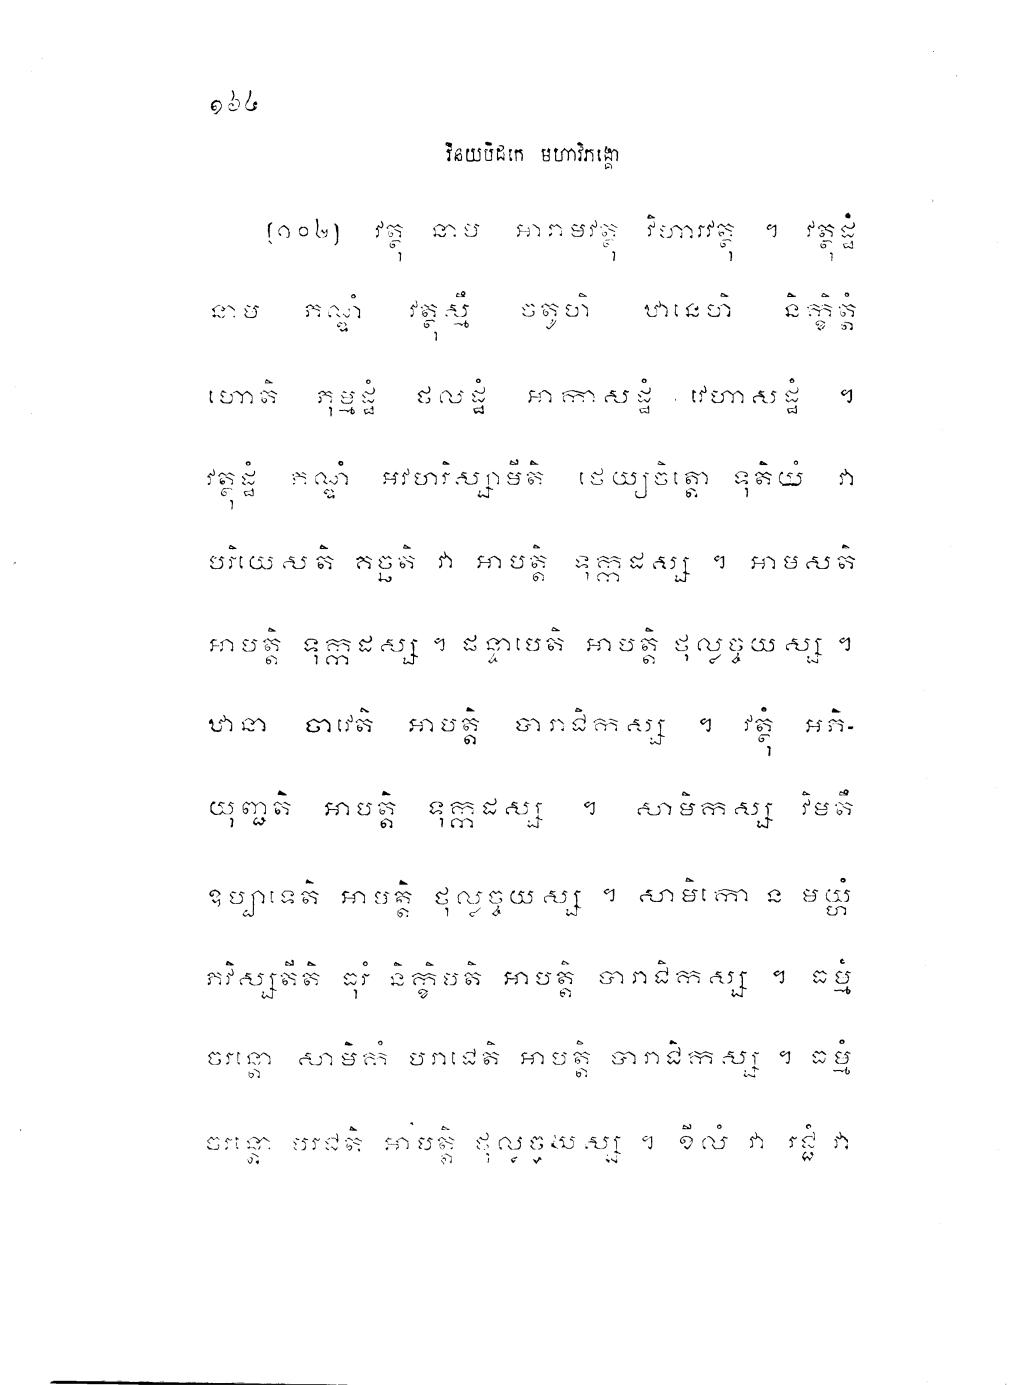 ១៦៤
វិនយបិដកេ មហាវិភង្គោ
(១០៤) វត្ថុ នាម អារាមវត្ថុ វិហារវត្ថុ ។ វត្ថុដ្ឋំ
នាម ភណ្ឌំ វត្ថុស្មឹ ចតូហិ ឋានេហិ និក្ខិត្តំ
ហោតិ ភុម្មដ្ឋំ ថលដ្ឋំ អាកាសដ្ឋំ វេហាសដ្ឋំ ។
វត្ថុដ្ឋំ ភណ្ឌំ អវហរិស្សាមីតិ ថេយ្យចិត្តោ ទុតិយំ វា
បរិយេសតិ គច្ឆតិ វា អាបត្តិ ទុក្កដស្ស ។ អាមសតិ
អាបត្តិ ទុក្កដស្ស ។ ផន្ទាបេតិ អាបត្តិ ថុល្លច្ចយស្ស ។
ឋានា ចាវេតិ អាបត្តិ បារាជិកស្ស ។ វត្ថុំ អភិ-
យុញ្ជតិ អាបត្តិ ទុក្កដស្ស ។ សាមិកស្ស វិមតឹ
ឧប្បាទេតិ អាបត្តិ ថុល្លច្ចយស្ស ។ សាមិកោ ន មយ្ហំ
ភវិស្សតីតិ ធុរំ និក្ខិបតិ អាបត្តិ បារាជិកស្ស ។ ធម្មំ
ចរន្តោ សាមិកំ បរាជេតិ អាបត្តិ បារាជិកស្ស ។ ធម្មំ
ចរន្តោ បរជតិ អាបត្តិ ថុល្លច្ចយស្ស ។ ខីលំ វា រជ្ជុំ វា